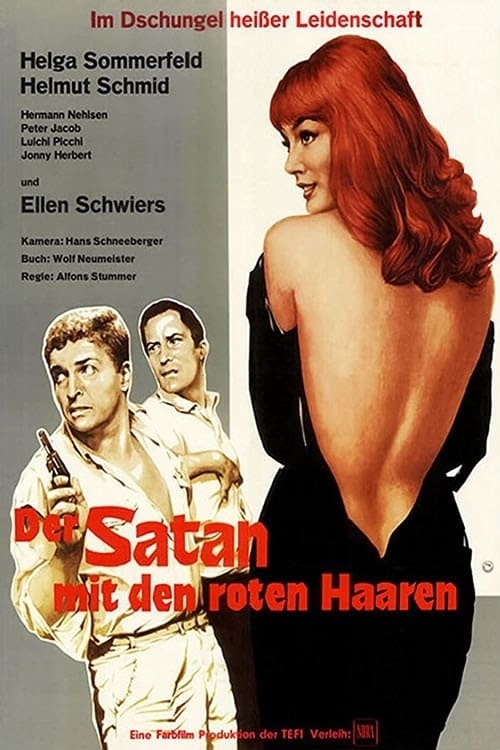 Im Dschungel heißer Leidenschaft
Helga Sommerfeld
Helmut Schmid
Hermann Nehlsen
Peter Jacob
Luichi Picchi
Jonny Herbert
und
Ellen Schwiers
Kamera: Hans Schneeberger
Buch: Wolf Neumeister
Regie: Alfons Stummer
Der Satan
mit den roten Haaren
Eine Farbfilm Produktion der TEFI Verleih: